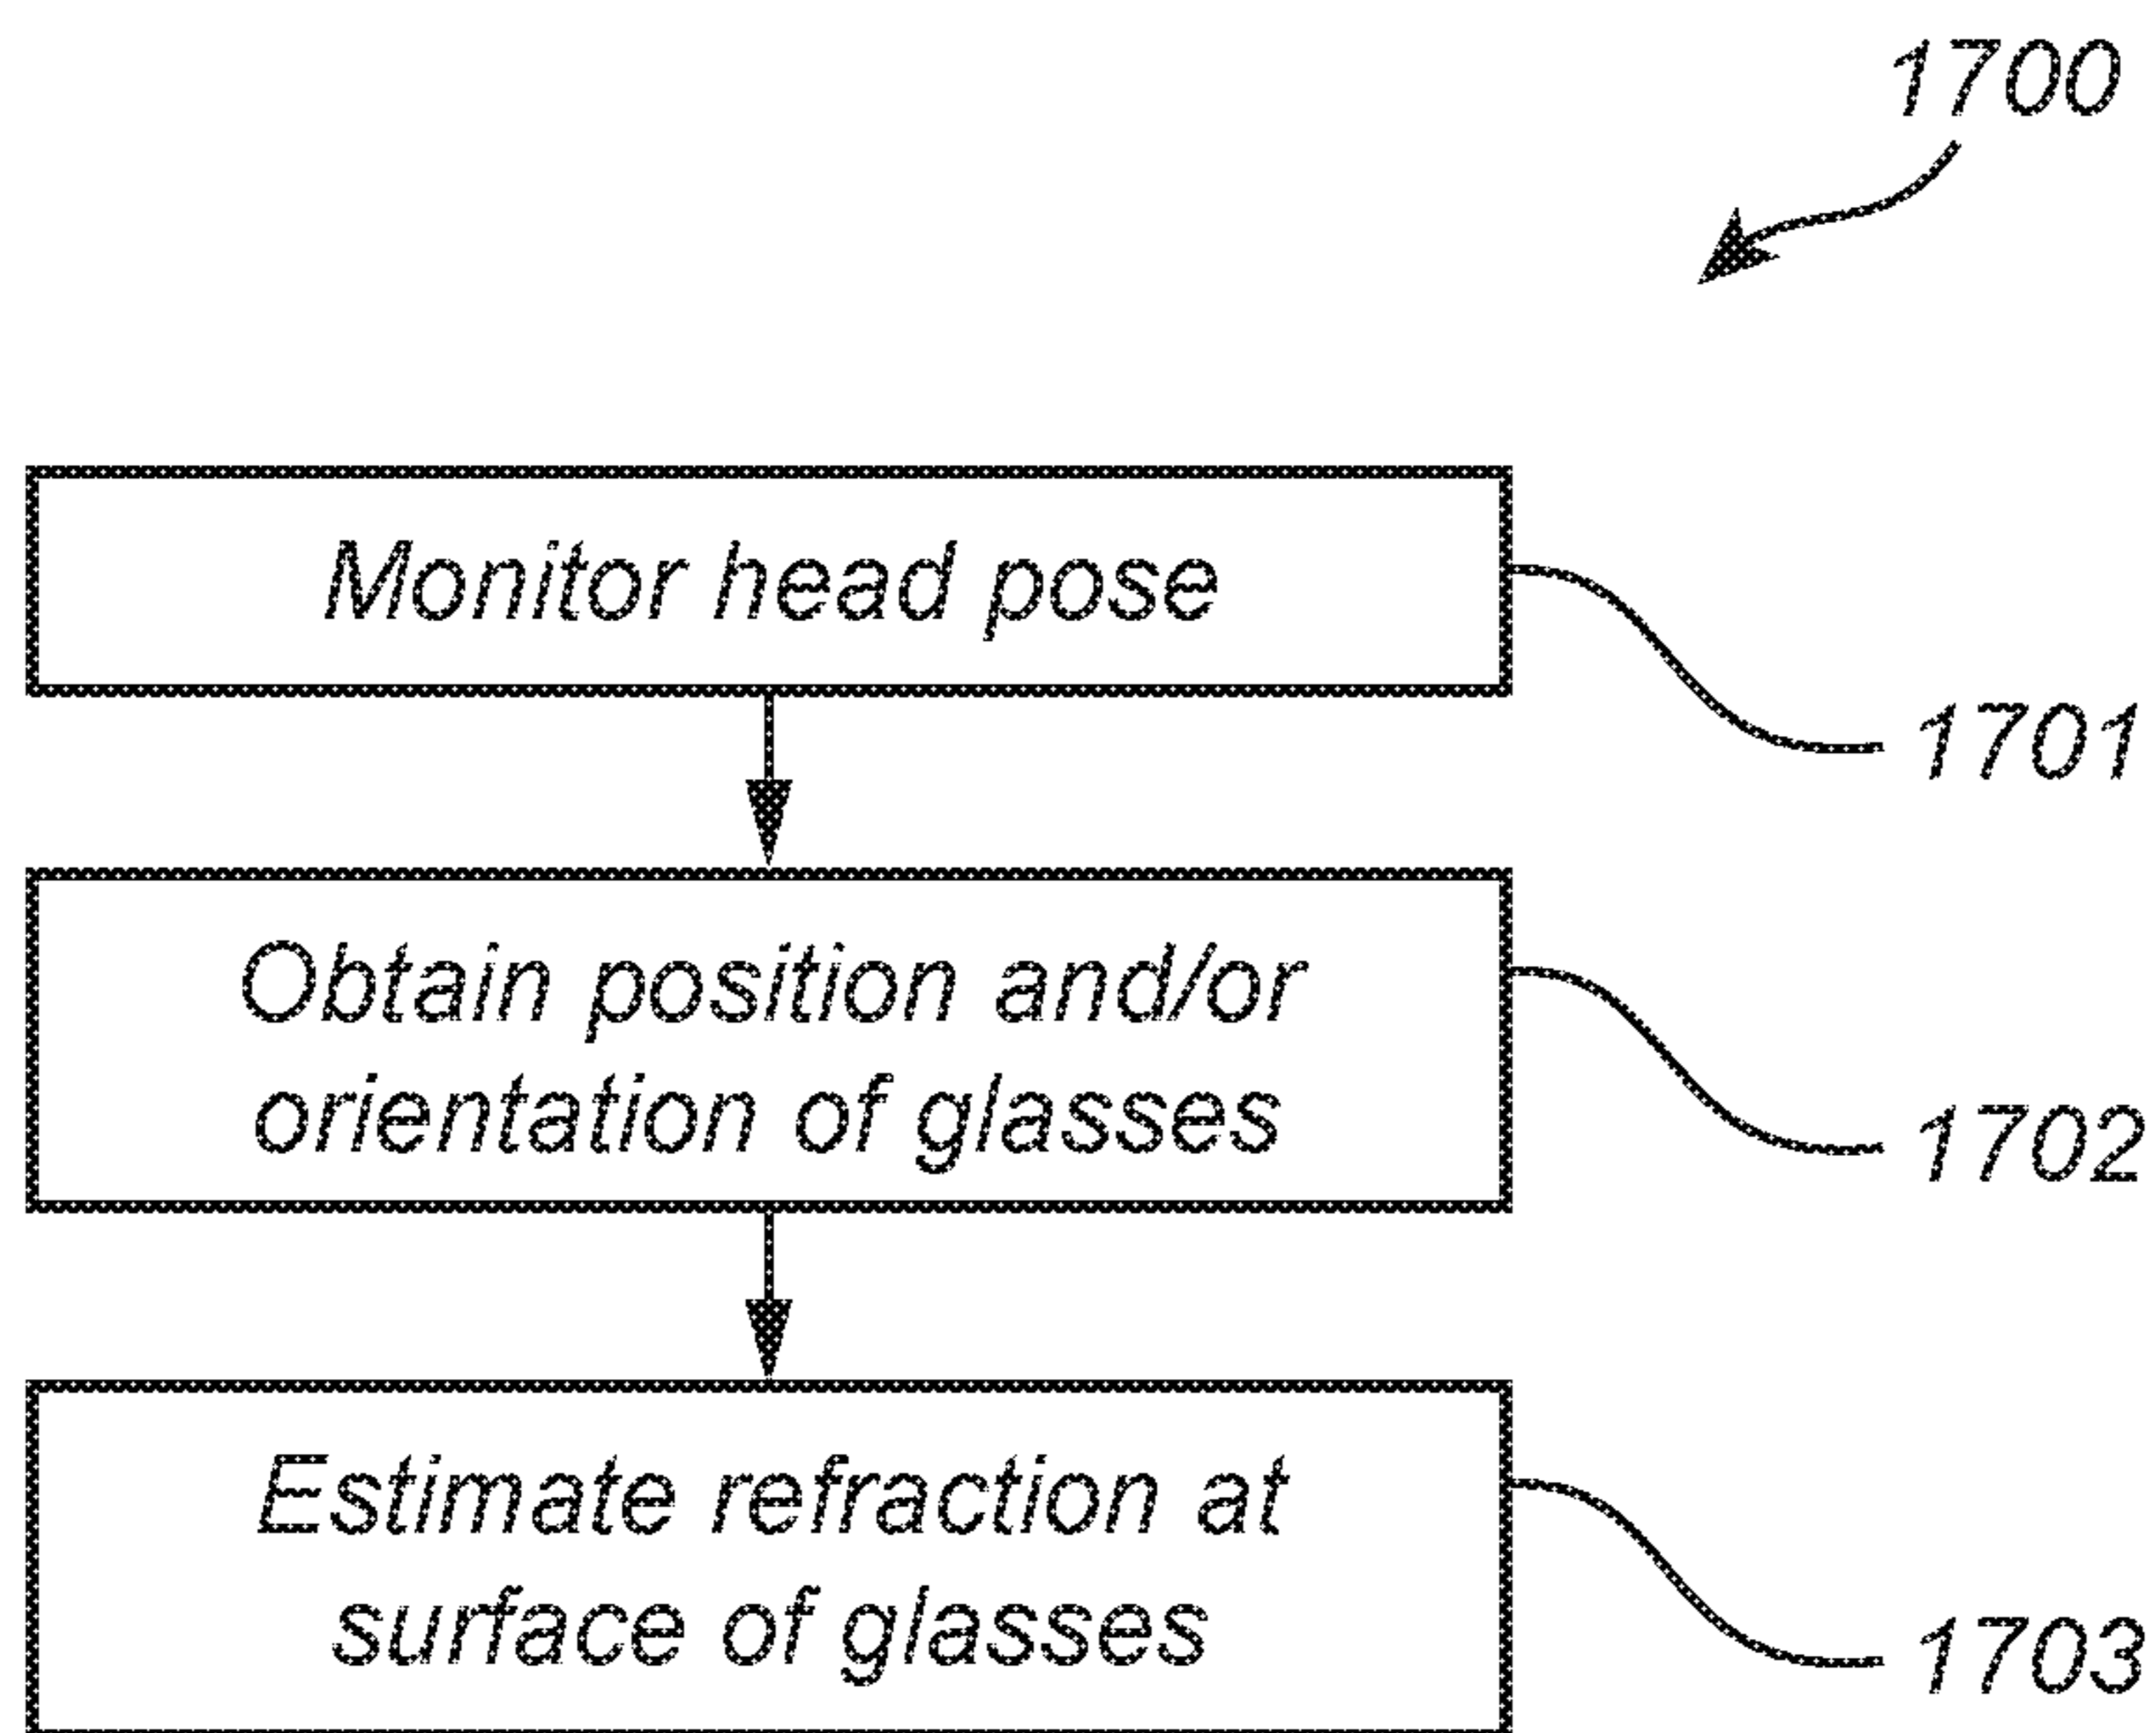 1700
Monitor head pose
1701
Obtain position and/or
orientation of glasses
1702
Estimate refraction at
surface of glasses
1703